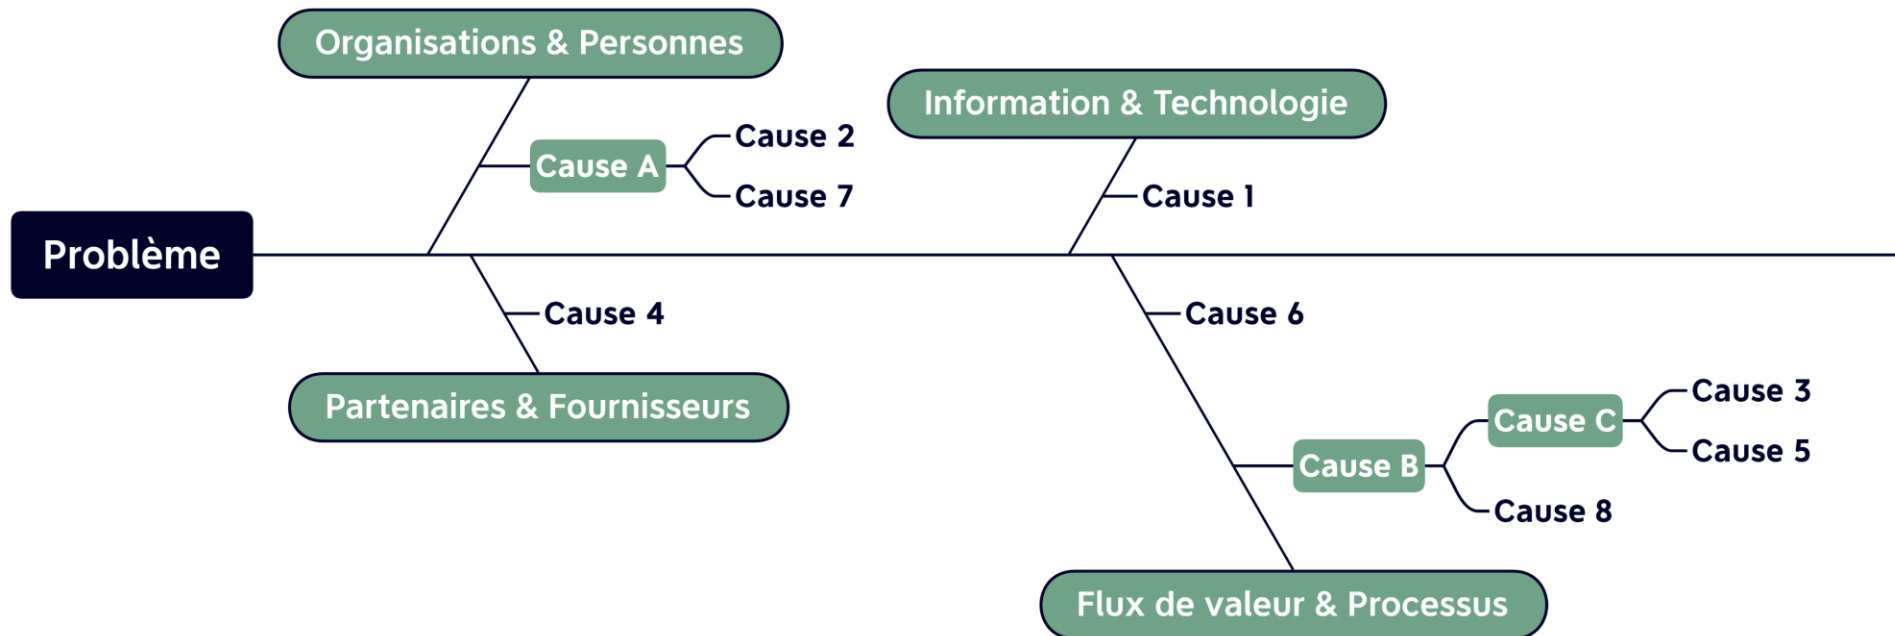 Organisations & Personnes
Information & Technologie
Cause 2
Cause A
Cause 7
Cause 1
Problème
Cause 4
Cause 6
Partenaires & Fournisseurs
Cause 3
Cause C
Cause 5
Cause B
Cause 8
Flux de valeur & Processus